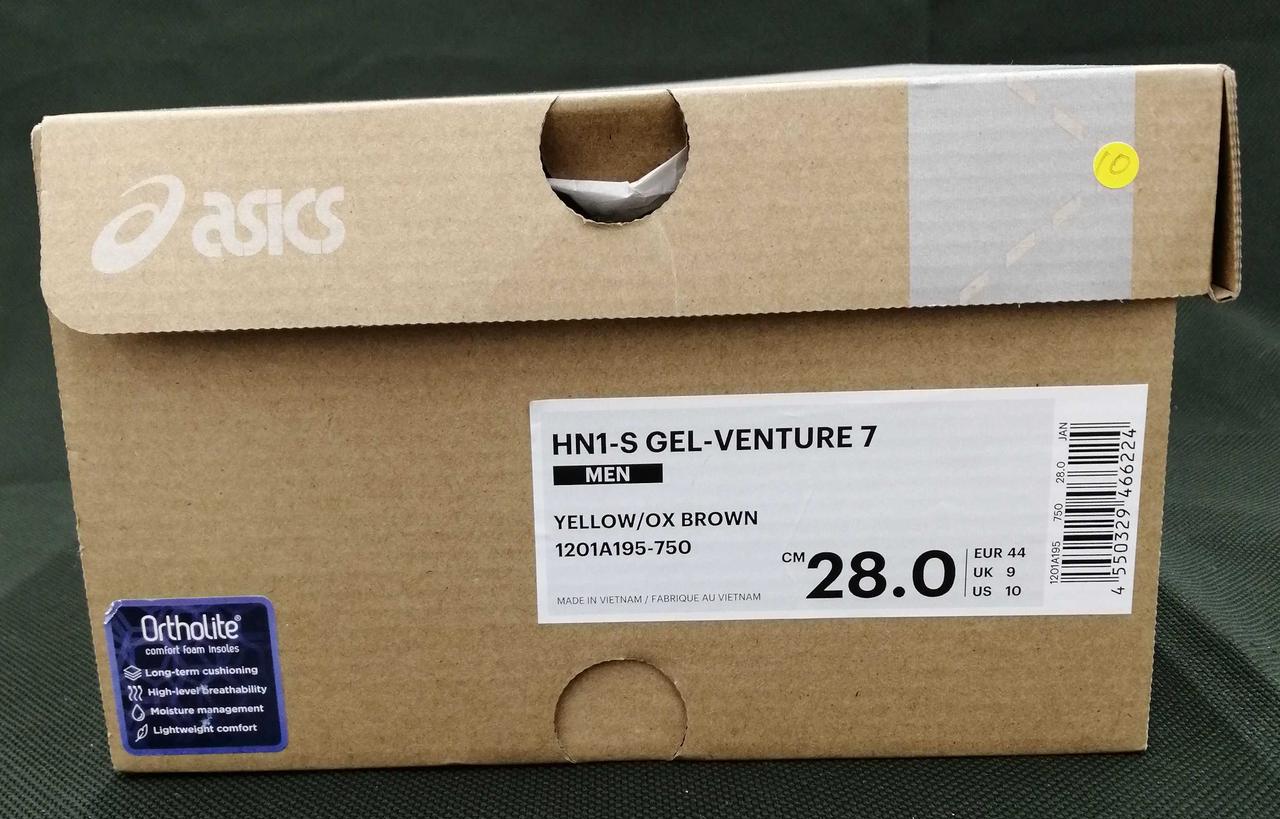 asics
10
HN1-S GEL-VENTURE 7
MEN
YELLOW/OX BROWN
1201A195-750
CM 28.0
EUR 44
UK 9
US 10
MADE IN VIETNAM / FABRIQUE AU VIETNAM
1201A195 750 28.0 JAN
4 550329 466224
Ortholite®
comfort foam insoles
Long-term cushioning
High-level breathability
Moisture management
Lightweight comfort